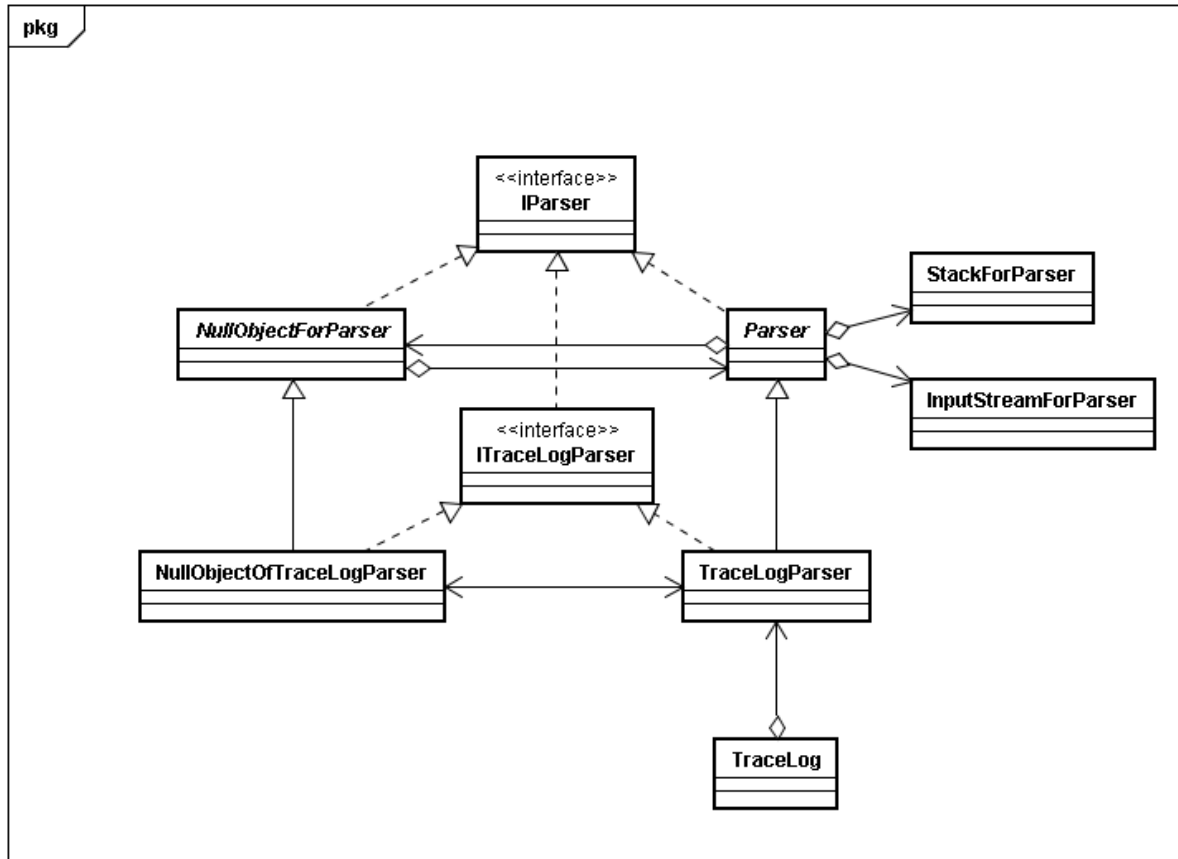 pkg
<<interface>>
IParser
StackForParser
NullObjectForParser
Parser
InputStreamForParser
<<interface>>
ITraceLogParser
NullObjectOfTraceLogParser
TraceLogParser
TraceLog